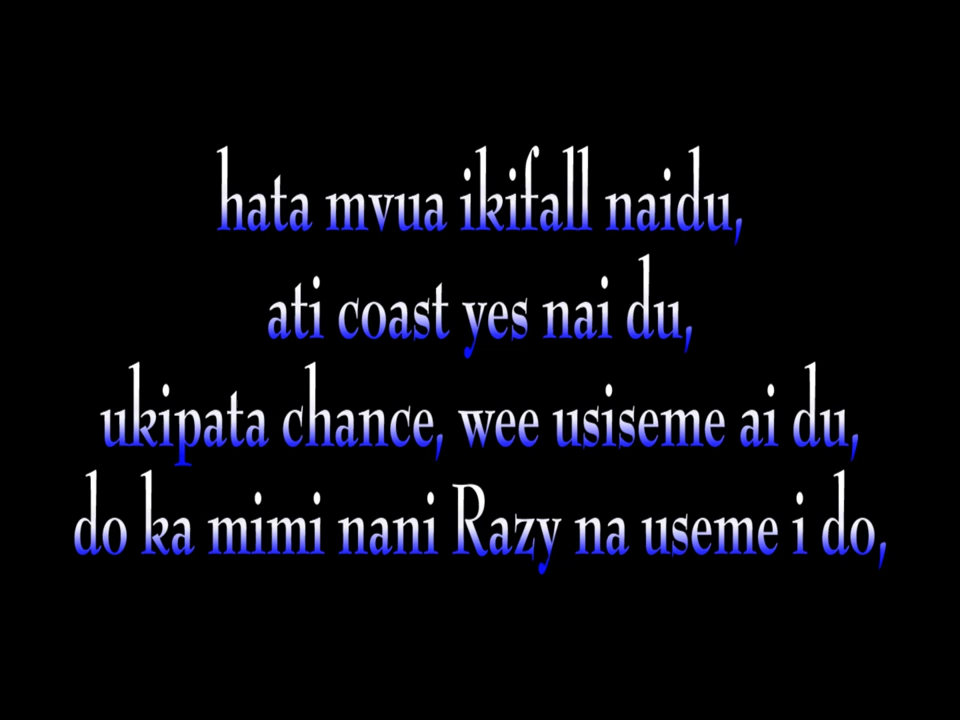 hata mvua ikifall naidu,
ati coast yes nai du,
ukipata chance, wee usiseme ai du,
do ka mimi nani Razy na useme i do,